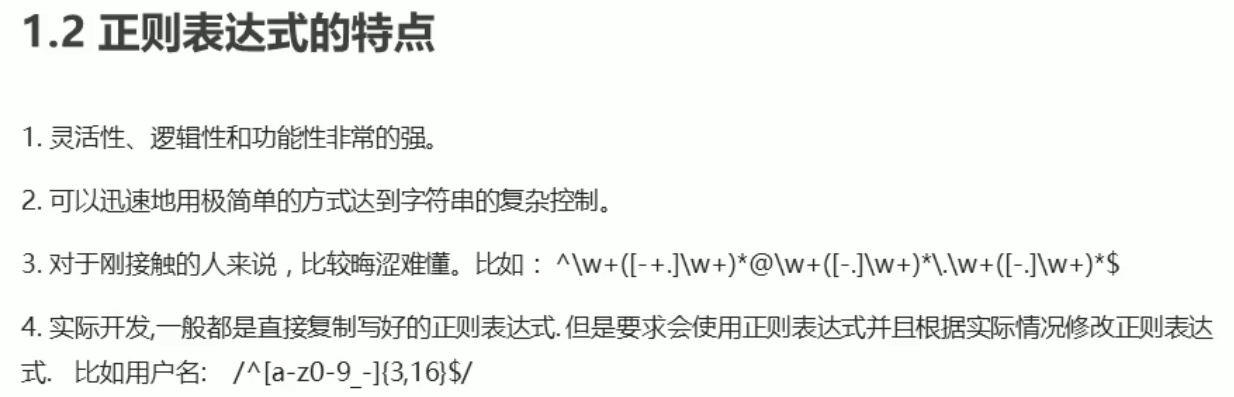 1.2 正则表达式的特点
1. 灵活性、逻辑性和功能性非常的强。
2. 可以迅速地用极简单的方式达到字符串的复杂控制。
3. 对于刚接触的人来说，比较晦涩难懂。比如： ^\w+([-+.]\w+)*@\w+([-.]\w+)*\.\w+([-.]\w+)*$
4. 实际开发,一般都是直接复制写好的正则表达式. 但是要求会使用正则表达式并且根据实际情况修改正则表达
式. 比如用户名: /^[a-z0-9_-]{3,16}$/